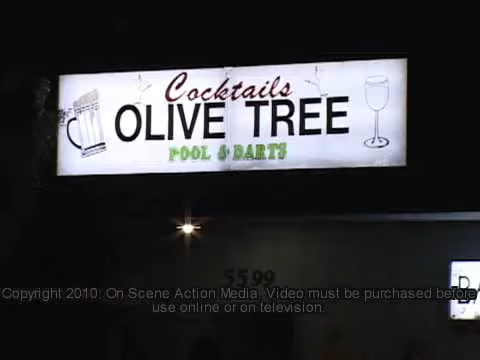 Cocktails
OLIVE TREE
POOL & DARTS
5599
BA
Copyright 2010: On Scene Action Media. Video must be purchased before
use online or on television.